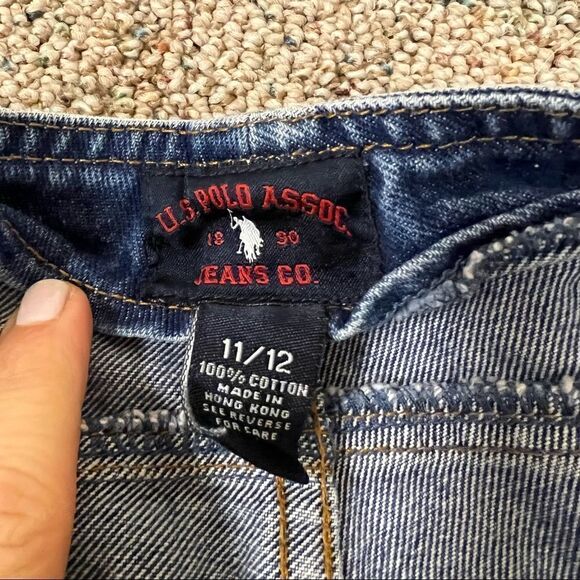 U.S. POLO ASSOC.
18 90
JEANS CO.
11/12
100% COTTON
MADE IN
HONG KONG
SEE REVERSE
FOR CARE